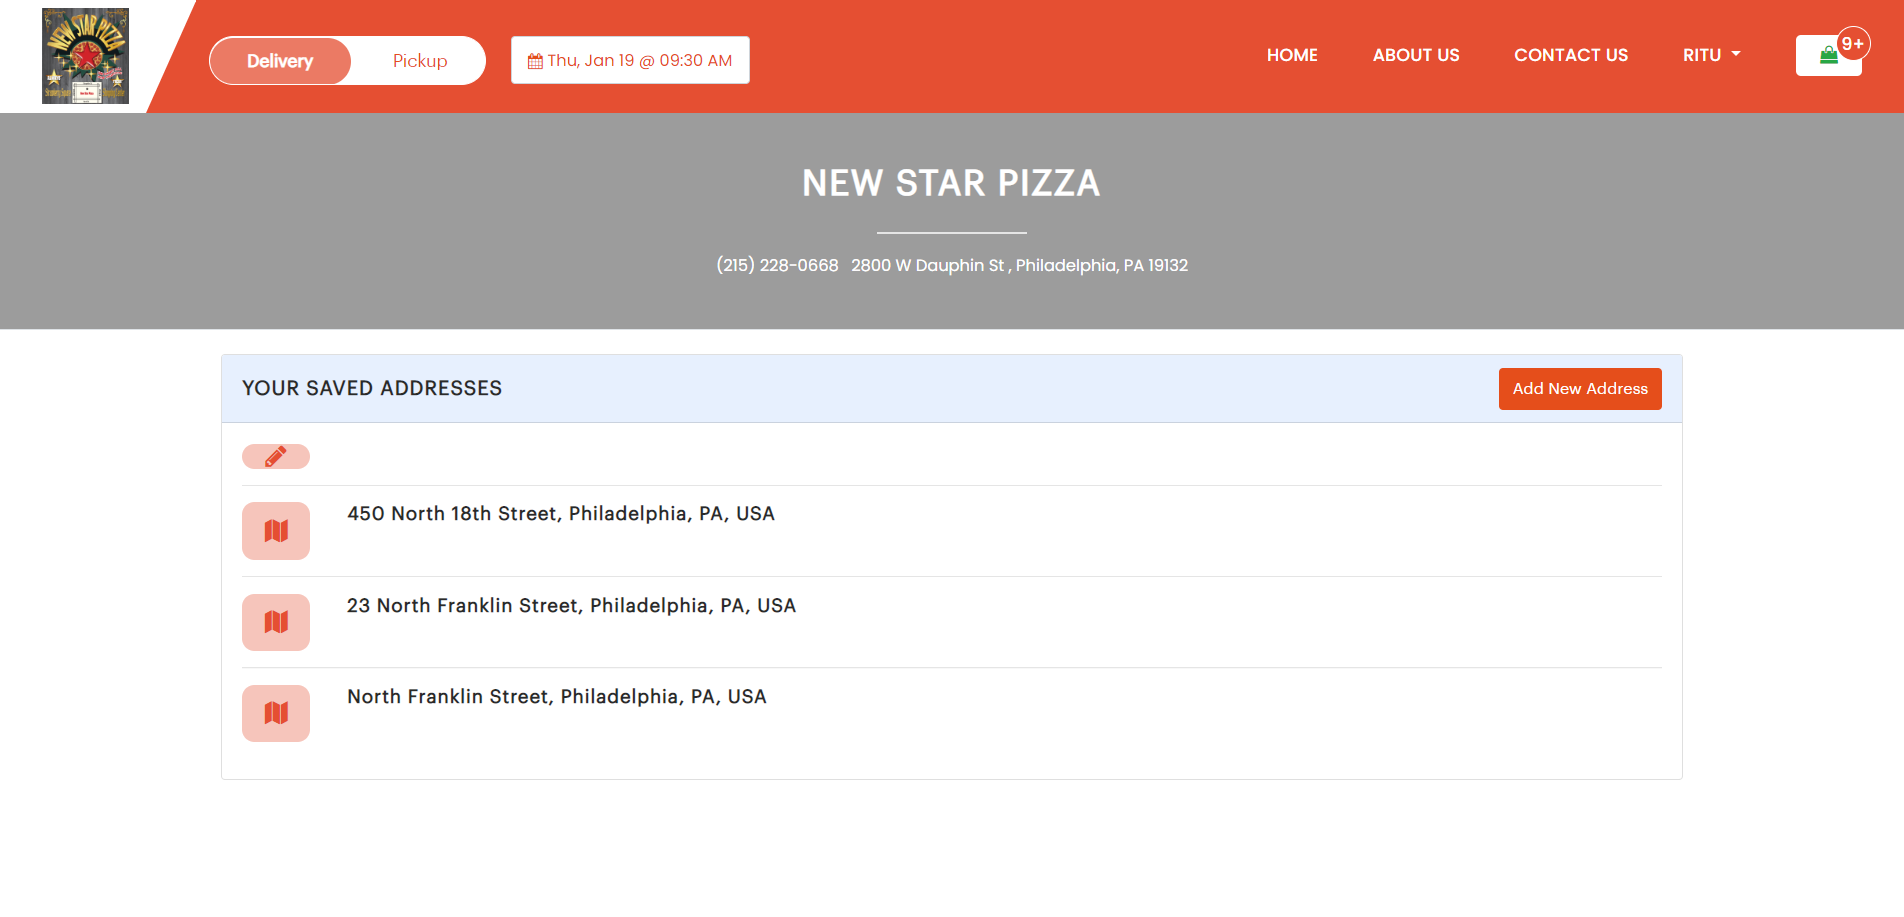 NEW STAR PIZZA
Delivery
Pickup
Thu, Jan 19 @ 09:30 AM
HOME
ABOUT US
CONTACT US
RITU
9+
NEW STAR PIZZA
(215) 228-0668 2800 W Dauphin St , Philadelphia, PA 19132
YOUR SAVED ADDRESSES
Add New Address
450 North 18th Street, Philadelphia, PA, USA
23 North Franklin Street, Philadelphia, PA, USA
North Franklin Street, Philadelphia, PA, USA